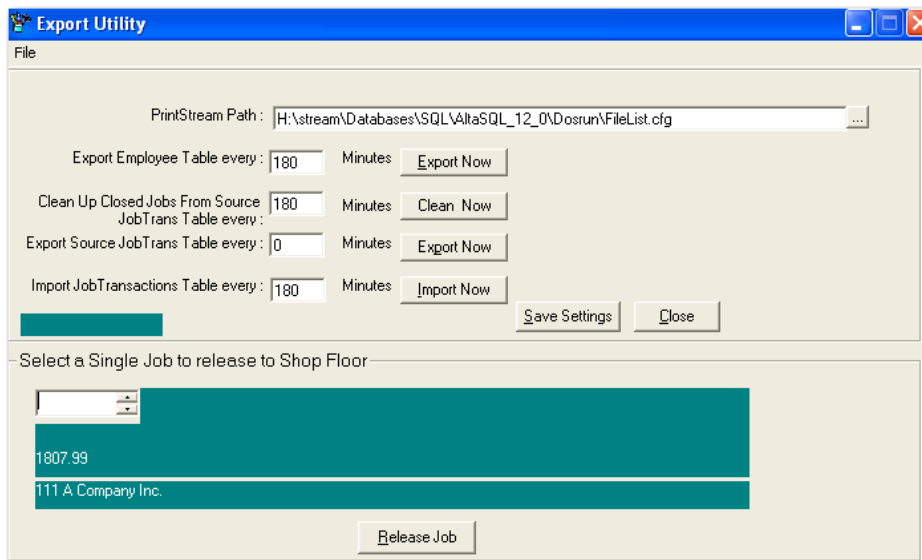 Export Utility
File
PrintStream Path : H:\stream\Databases\SQL\AltaSQL_12_0\Dosrun\FileList.cfg ...
Export Employee Table every : 180 Minutes Export Now
Clean Up Closed Jobs From Source JobTrans Table every : 180 Minutes Clean Now
Export Source JobTrans Table every : 0 Minutes Export Now
Import JobTransactions Table every : 180 Minutes Import Now
Save Settings Close
Select a Single Job to release to Shop Floor
1807.99
111 A Company Inc.
Release Job